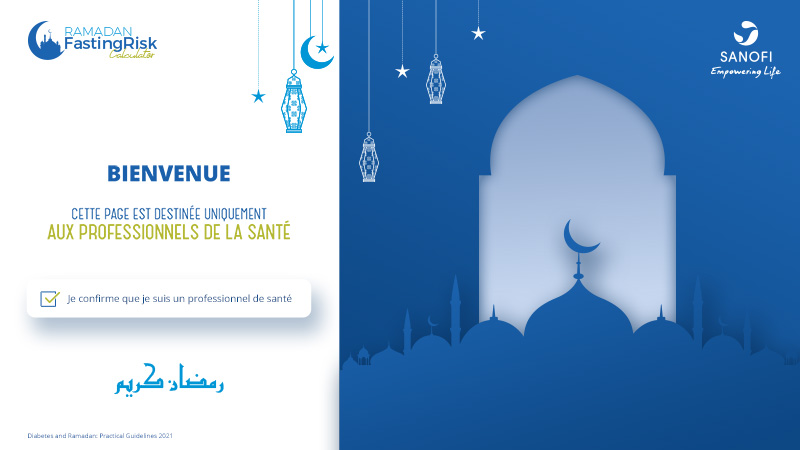 RAMADAN
FastingRisk
Calculator
SANOFI
Empowering Life
BIENVENUE
CETTE PAGE EST DESTINÉE UNIQUEMENT
AUX PROFESSIONNELS DE LA SANTÉ
Je confirme que je suis un professionnel de santé
رمضان كريم
Diabetes and Ramadan: Practical Guidelines 2021